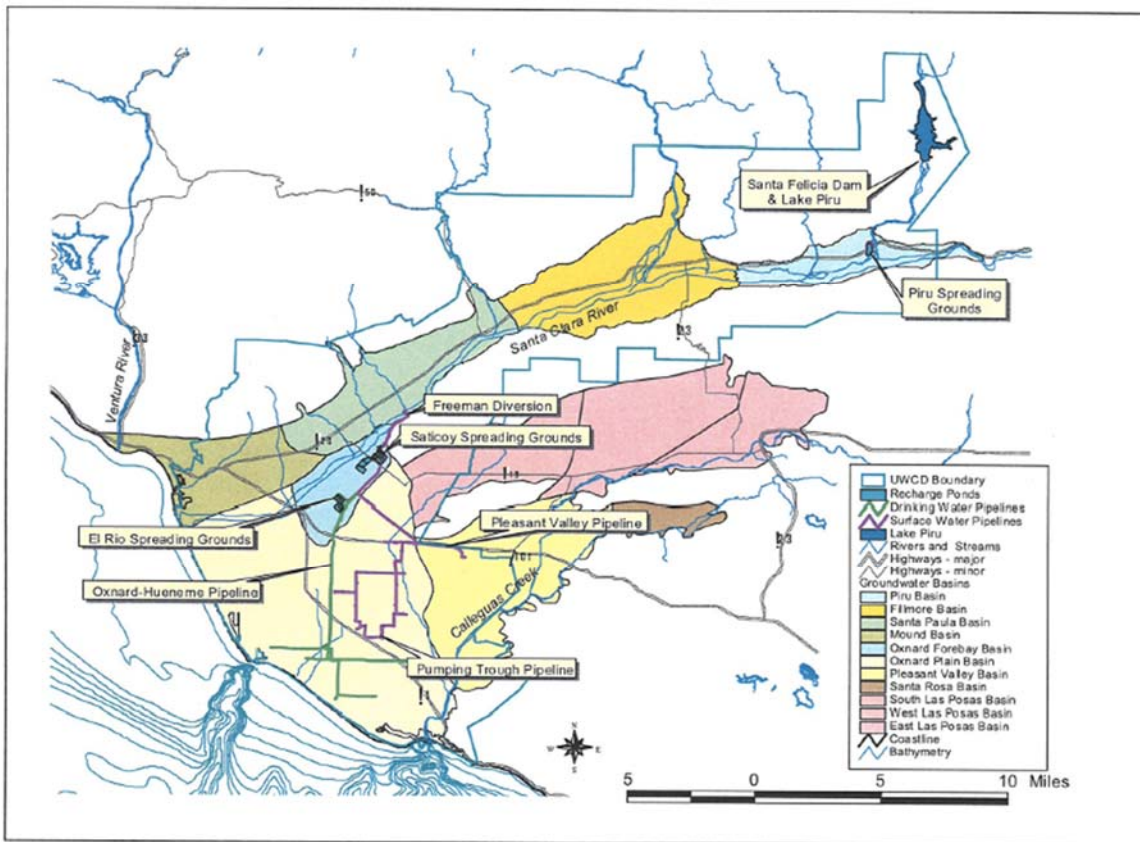 Santa Felicia Dam
& Lake Piru
Piru Spreading
Grounds
Santa Clara River
Ventura River
Freeman Diversion
Saticoy Spreading Grounds
Pleasant Valley Pipeline
El Rio Spreading Grounds
Oxnard-Hueneme Pipeline
Calleguas Creek
Pumping Trough Pipeline
UWCD Boundary
Recharge Ponds
Drinking Water Pipelines
Surface Water Pipelines
Lake Piru
Rivers and Streams
Highways - major
Highways - minor
Groundwater Basins
Piru Basin
Fillmore Basin
Santa Paula Basin
Mound Basin
Oxnard Forebay Basin
Oxnard Plain Basin
Pleasant Valley Basin
Santa Rosa Basin
South Las Posas Basin
West Las Posas Basin
East Las Posas Basin
Coastline
Bathymetry
N
W E
S
5 0 5 10 Miles